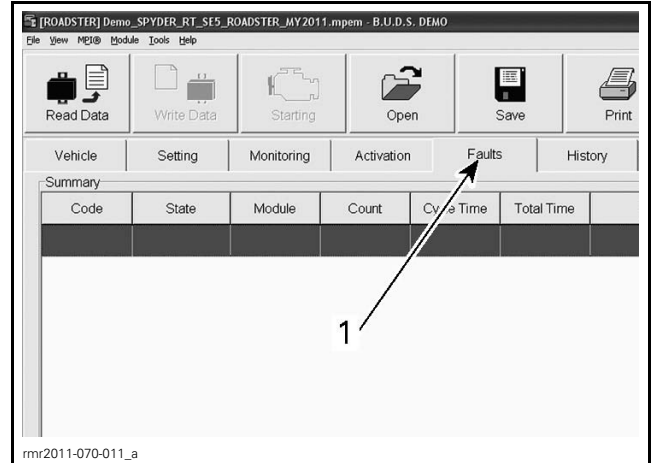 [ROADSTER] Demo_SPYDER_RT_SE5_ROADSTER_MY2011.mpem - B.U.D.S. DEMO
File View MPI® Module Tools Help
Read Data Write Data Starting Open Save Print
Vehicle Setting Monitoring Activation Faults History
Summary
Code State Module Count Cycle Time Total Time
1
rmr2011-070-011_a